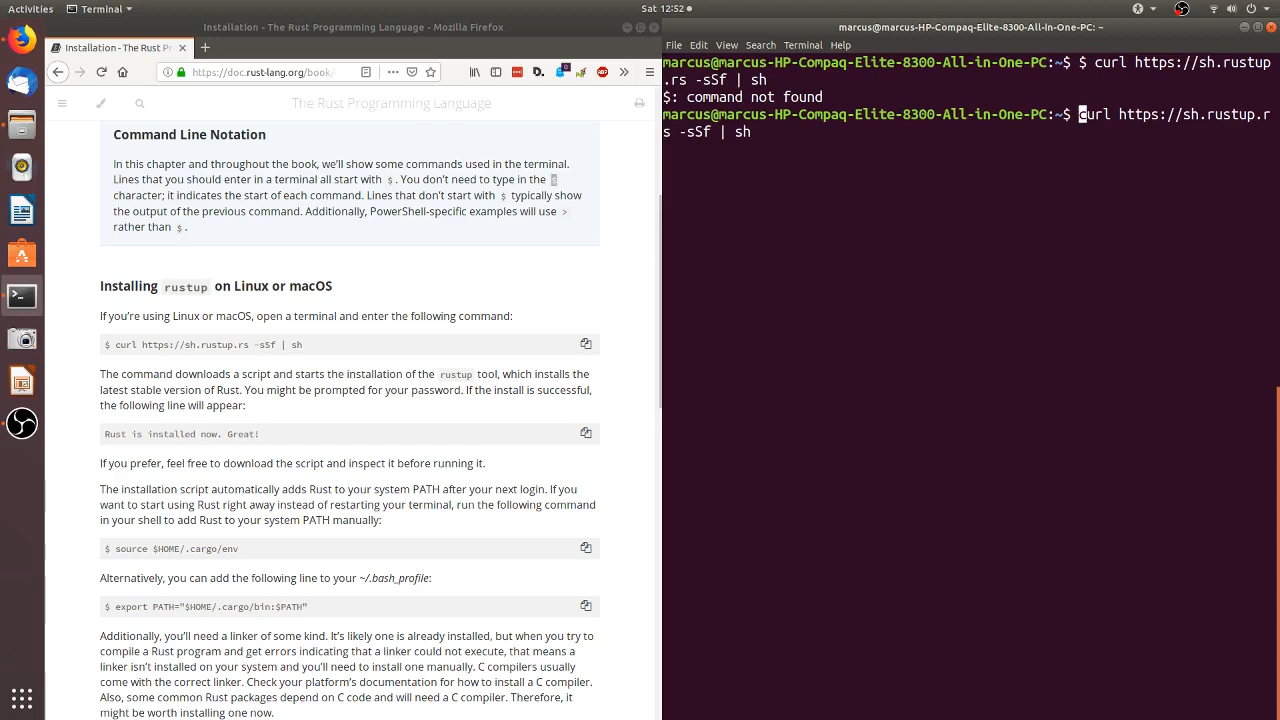 Activities
Terminal
Sat 12:52
Installation - The Rust Programming Language - Mozilla Firefox
Installation - The Rust Pr
https://doc.rust-lang.org/book/
The Rust Programming Language
Command Line Notation
In this chapter and throughout the book, we’ll show some commands used in the terminal.
Lines that you should enter in a terminal all start with $. You don’t need to type in the $
character; it indicates the start of each command. Lines that don’t start with $ typically show
the output of the previous command. Additionally, PowerShell-specific examples will use >
rather than $.
Installing rustup on Linux or macOS
If you’re using Linux or macOS, open a terminal and enter the following command:
$ curl https://sh.rustup.rs -sSf | sh
The command downloads a script and starts the installation of the rustup tool, which installs the
latest stable version of Rust. You might be prompted for your password. If the install is successful,
the following line will appear:
Rust is installed now. Great!
If you prefer, feel free to download the script and inspect it before running it.
The installation script automatically adds Rust to your system PATH after your next login. If you
want to start using Rust right away instead of restarting your terminal, run the following command
in your shell to add Rust to your system PATH manually:
$ source $HOME/.cargo/env
Alternatively, you can add the following line to your ~/.bash_profile:
$ export PATH="$HOME/.cargo/bin:$PATH"
Additionally, you’ll need a linker of some kind. It’s likely one is already installed, but when you try to
compile a Rust program and get errors indicating that a linker could not execute, that means a
linker isn’t installed on your system and you’ll need to install one manually. C compilers usually
come with the correct linker. Check your platform’s documentation for how to install a C compiler.
Also, some common Rust packages depend on C code and will need a C compiler. Therefore, it
might be worth installing one now.
marcus@marcus-HP-Compaq-Elite-8300-All-in-One-PC: ~
File Edit View Search Terminal Help
marcus@marcus-HP-Compaq-Elite-8300-All-in-One-PC:~$ $ curl https://sh.rustup
.rs -sSf | sh
$: command not found
marcus@marcus-HP-Compaq-Elite-8300-All-in-One-PC:~$ curl https://sh.rustup.r
s -sSf | sh